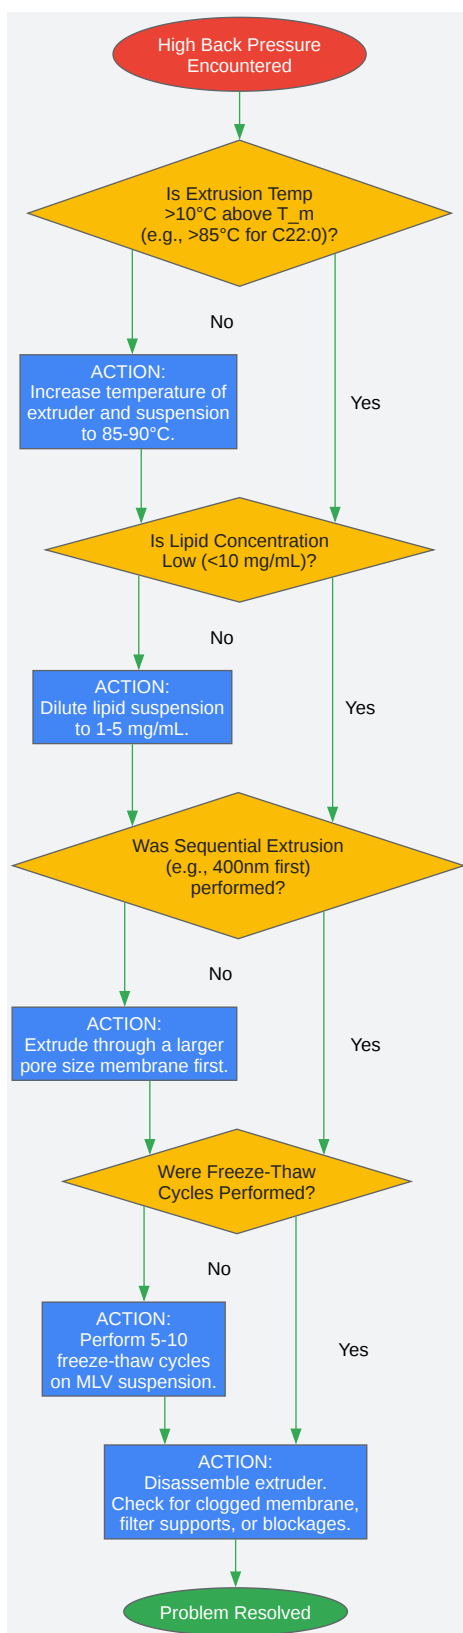 High Back Pressure
Encountered
Is Extrusion Temp
>10°C above T_m
(e.g., >85°C for C22:0)?
No
ACTION:
Increase temperature of
extruder and suspension
to 85-90°C.
Yes
Is Lipid Concentration
Low (<10 mg/mL)?
No
ACTION:
Dilute lipid suspension
to 1-5 mg/mL.
Yes
Was Sequential Extrusion
(e.g., 400nm first)
performed?
No
ACTION:
Extrude through a larger
pore size membrane first.
Yes
Were Freeze-Thaw
Cycles Performed?
No
ACTION:
Perform 5-10
freeze-thaw cycles
on MLV suspension.
Yes
ACTION:
Disassemble extruder.
Check for clogged membrane,
filter supports, or blockages.
Problem Resolved